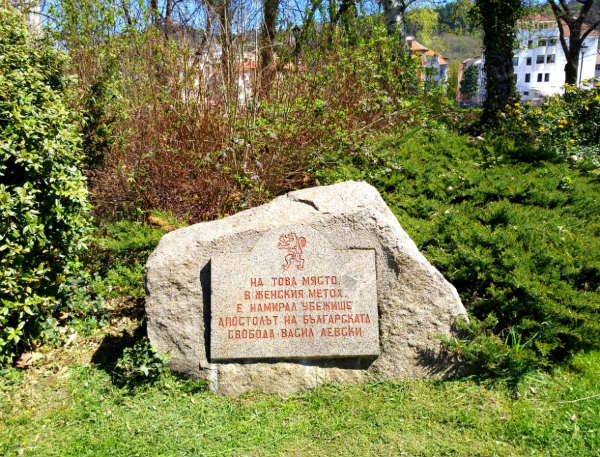 НА ТОВА МЯСТО,
В ЖЕНСКИЯ МЕТОХ,
Е НАМИРАЛ УБЕЖИЩЕ
АПОСТОЛЪТ НА БЪЛГАРСКАТА
СВОБОДА ВАСИЛ ЛЕВСКИ